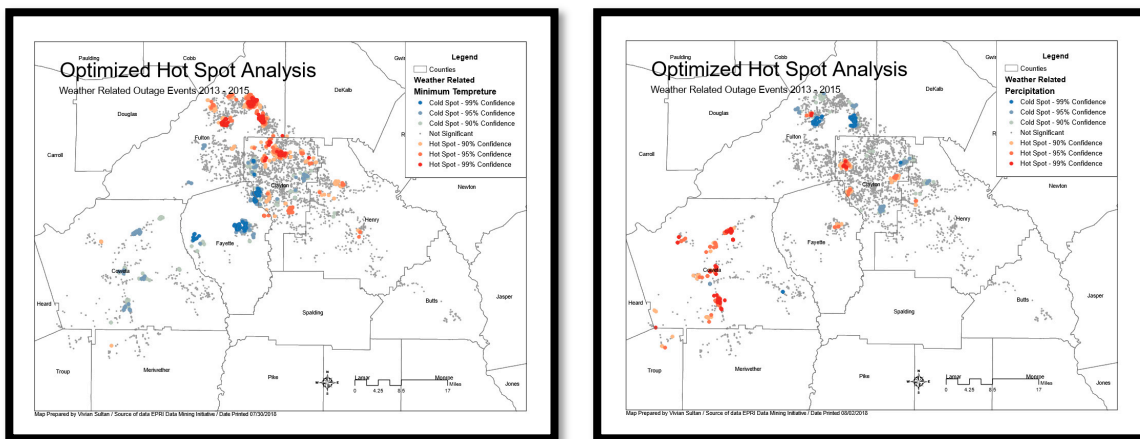 Paulding
Cobb
Gwi
Optimized Hot Spot Analysis
Weather Related Outage Events 2013 - 2015
Legend
Counties
Weather Related
Minimum Tempreture
Cold Spot - 99% Confidence
Cold Spot - 95% Confidence
Cold Spot - 90% Confidence
Not Significant
Hot Spot - 90% Confidence
Hot Spot - 95% Confidence
Hot Spot - 99% Confidence
DeKalb
Douglas
Fulton
R
Carroll
Newton
Clayton
Henry
Fayette
Coweta
Heard
Butts
Jasper
Spalding
Troup
Meriwether
Pike
Lamar
Monroe
Jones
N
W E
S
0 4.25 8.5 17
Miles
Map Prepared by Vivian Sultan / Source of data EPRI Data Mining Initiative / Date Printed 07/30/2018
Paulding
Cobb
Gwi
Optimized Hot Spot Analysis
Weather Related Outage Events 2013 - 2015
Legend
Counties
Weather Related
Precipitation
Cold Spot - 99% Confidence
Cold Spot - 95% Confidence
Cold Spot - 90% Confidence
Not Significant
Hot Spot - 90% Confidence
Hot Spot - 95% Confidence
Hot Spot - 99% Confidence
DeKalb
Douglas
Fulton
R
Carroll
Newton
Clayton
Henry
Fayette
Coweta
Heard
Butts
Jasper
Spalding
Troup
Meriwether
Pike
Lamar
Monroe
Jones
N
W E
S
0 4.25 8.5 17
Miles
Map Prepared by Vivian Sultan / Source of data EPRI Data Mining Initiative / Date Printed 08/02/2018